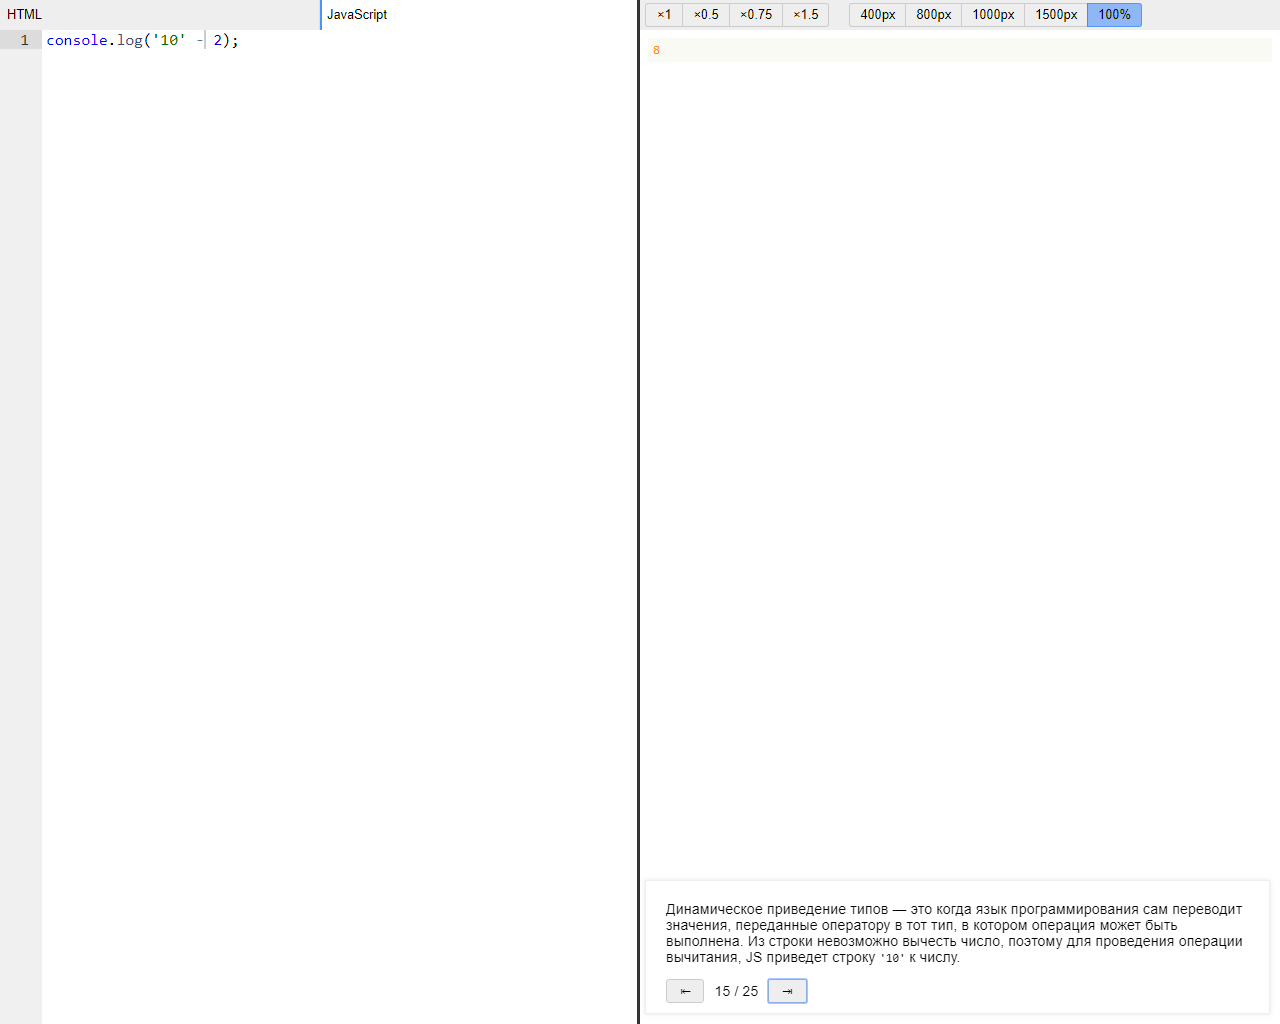 HTML
JavaScript
×1 ×0.5 ×0.75 ×1.5 400px 800px 1000px 1500px 100%
1 console.log('10' - 2);
8
Динамическое приведение типов — это когда язык программирования сам переводит
значения, переданные оператору в тот тип, в котором операция может быть
выполнена. Из строки невозможно вычесть число, поэтому для проведения операции
вычитания, JS приведет строку '10' к числу.
⇤ 15 / 25 ⇥